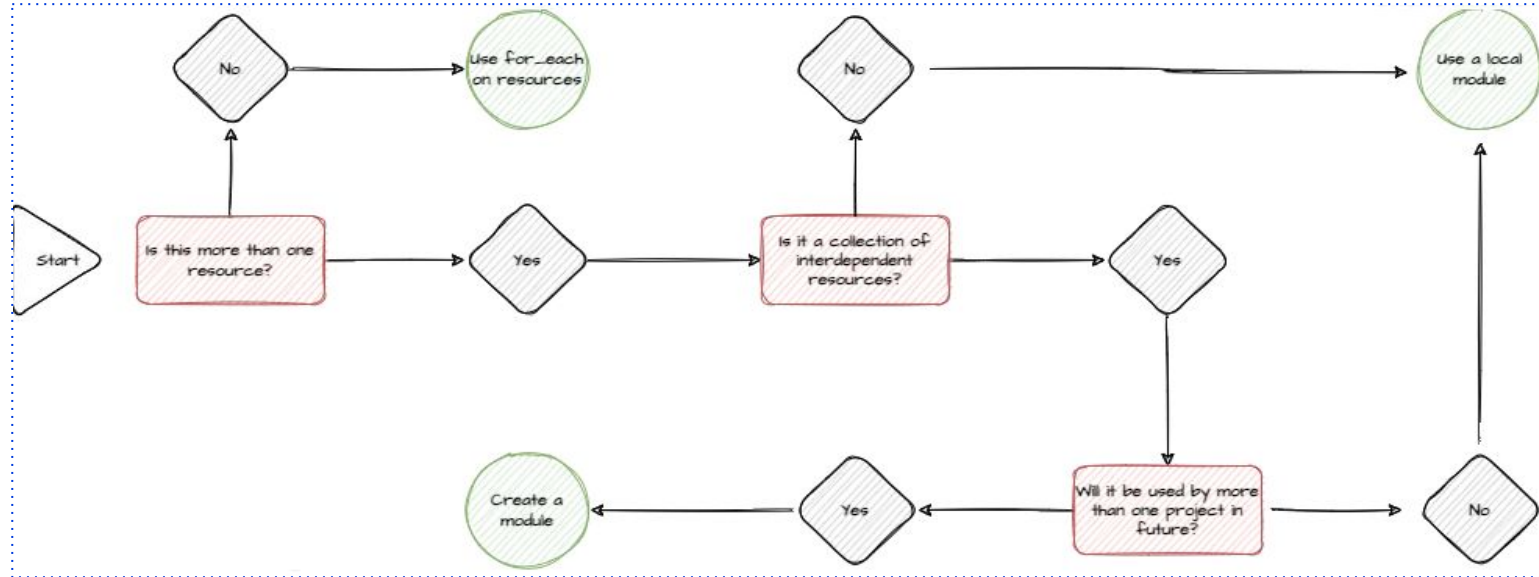 No
Use for_each
on resources
No
Use a local
module
Start
Is this more than one
resource?
Yes
Is it a collection of
interdependent
resources?
Yes
Create a
module
Yes
Will it be used by more
than one project in
future?
No